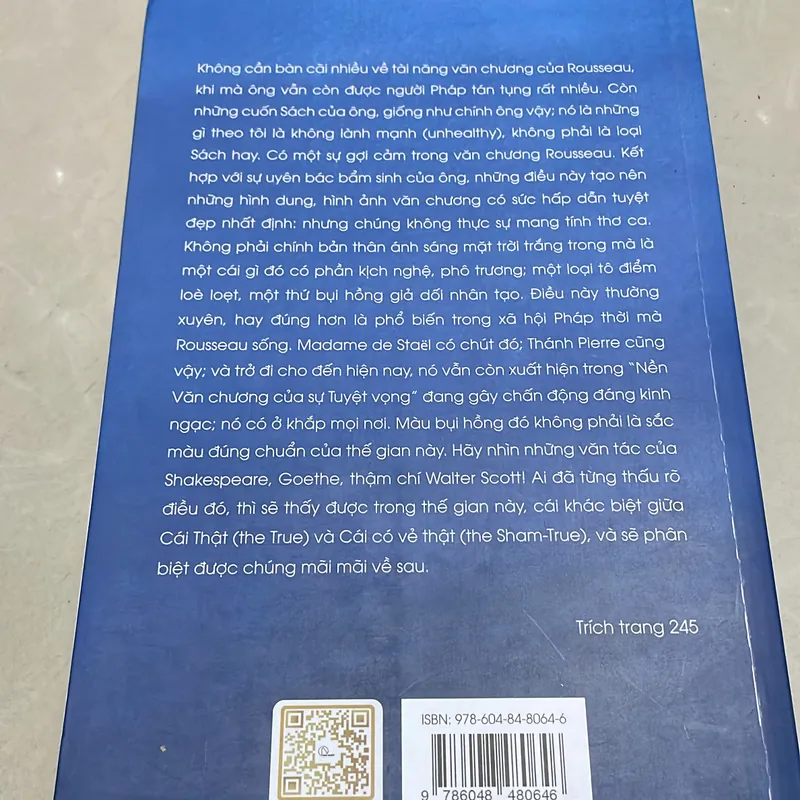 Không cần bàn cãi nhiều về tài năng văn chương của Rousseau,
khi mà ông vẫn còn được người Pháp tán tụng rất nhiều. Còn
những cuốn Sách của ông, giống như chính ông vậy; nó là những
gì theo tôi là không lành mạnh (unhealthy), không phải là loại
Sách hay. Có một sự gợi cảm trong văn chương Rousseau. Kết
hợp với sự uyên bác bẩm sinh của ông, những điều này tạo nên
những hình dung, hình ảnh văn chương có sức hấp dẫn tuyệt
đẹp nhất định: nhưng chúng không thực sự mang tính thơ ca.
Không phải chính bản thân ánh sáng mặt trời trắng trong mà là
một cái gì đó có phần kịch nghệ, phô trương; một loại tô điểm
loè loẹt, một thứ bụi hồng giả dối nhân tạo. Điều này thường
xuyên, hay đúng hơn là phổ biến trong xã hội Pháp thời mà
Rousseau sống. Madame de Staël có chút đó; Thánh Pierre cũng
vậy; và trở đi cho đến hiện nay, nó vẫn còn xuất hiện trong “Nền
Văn chương của sự Tuyệt vọng” đang gây chấn động đáng kinh
ngạc; nó có ở khắp mọi nơi. Màu bụi hồng đó không phải là sắc
màu đúng chuẩn của thế gian này. Hãy nhìn những văn tác của
Shakespeare, Goethe, thậm chí Walter Scott! Ai đã từng thấu rõ
điều đó, thì sẽ thấy được trong thế gian này, cái khác biệt giữa
Cái Thật (the True) và Cái có vẻ thật (the Sham-True), và sẽ phân
biệt được chúng mãi mãi về sau.
Trích trang 245
ISBN: 978-604-84-8064-6
9 786048 480646